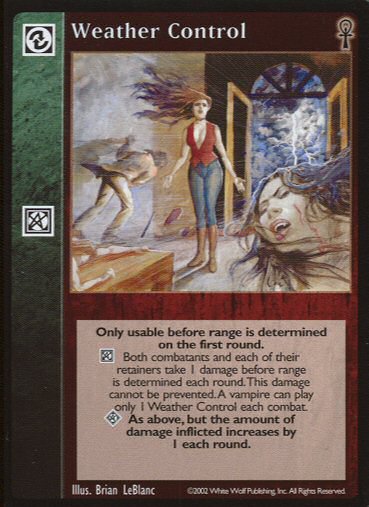 Weather Control
Only usable before range is determined
on the first round.
Both combatants and each of their
retainers take 1 damage before range
is determined each round. This damage
cannot be prevented. A vampire can play
only 1 Weather Control each combat.
As above, but the amount of
damage inflicted increases by
1 each round.
Illus. Brian LeBlanc
©2002 White Wolf Publishing, Inc. All Rights Reserved.